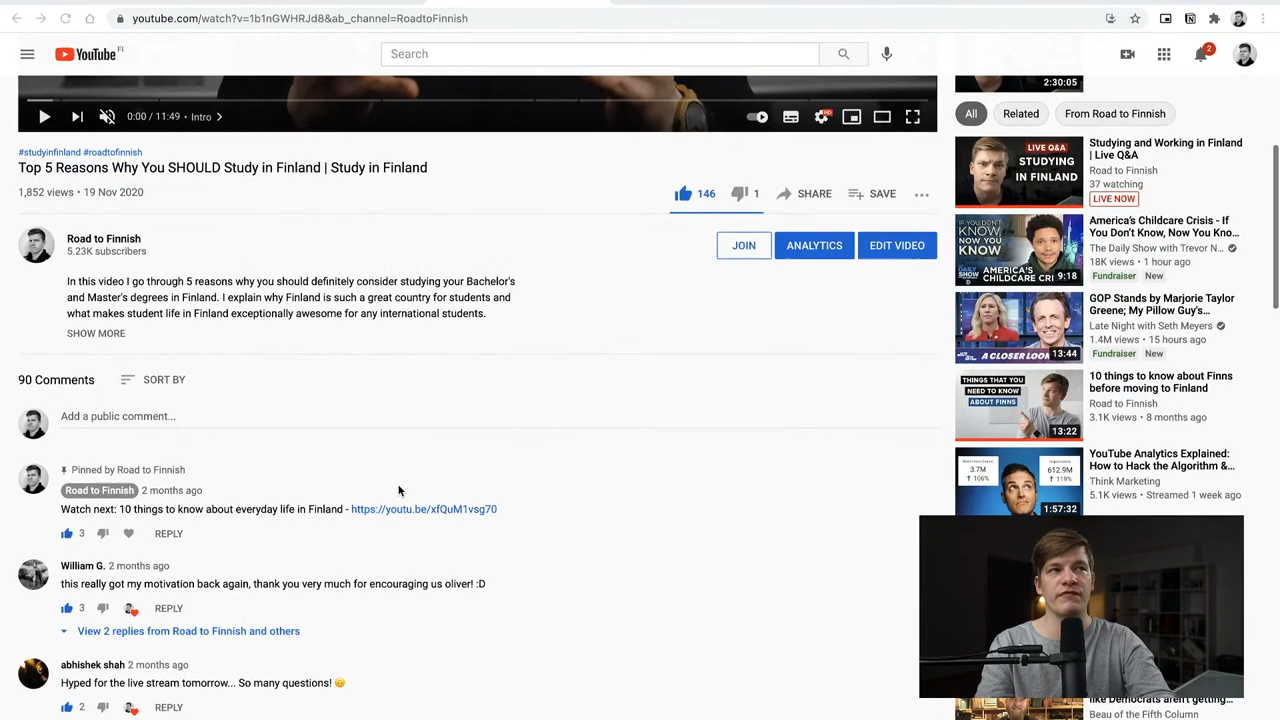 youtube.com/watch?v=1b1nGWHRJd8&ab_channel=RoadtoFinnish
YouTube FI
Search
2
0:00 / 11:49 • Intro
HD
#studyinfinland #roadtofinnish
Top 5 Reasons Why You SHOULD Study in Finland | Study in Finland
1,852 views • 19 Nov 2020
146
1
SHARE
SAVE
Road to Finnish
5.23K subscribers
JOIN
ANALYTICS
EDIT VIDEO
In this video I go through 5 reasons why you should definitely consider studying your Bachelor's
and Master's degrees in Finland. I explain why Finland is such a great country for students and
what makes student life in Finland exceptionally awesome for any international students.
SHOW MORE
90 Comments
SORT BY
Add a public comment...
Pinned by Road to Finnish
Road to Finnish 2 months ago
Watch next: 10 things to know about everyday life in Finland - https://youtu.be/xfQuM1vsg70
3
REPLY
William G. 2 months ago
this really got my motivation back again, thank you very much for encouraging us oliver! :D
3
REPLY
View 2 replies from Road to Finnish and others
abhishek shah 2 months ago
Hyped for the live stream tomorrow... So many questions!
2
REPLY
2:30:05
All
Related
From Road to Finnish
LIVE Q&A
STUDYING
IN FINLAND
Studying and Working in Finland
| Live Q&A
Road to Finnish
37 watching
LIVE NOW
IF YOU DON'T
KNOW,
NOW YOU
KNO
AMERICA'S
CHILDCARE CRI
9:18
America's Childcare Crisis - If
You Don't Know, Now You Kno...
The Daily Show with Trevor N...
18K views • 1 hour ago
Fundraiser
New
A CLOSER LOOK
13:44
GOP Stands by Marjorie Taylor
Greene; My Pillow Guy's...
Late Night with Seth Meyers
1.4M views • 15 hours ago
Fundraiser
New
THINGS THAT YOU
NEED TO KNOW
ABOUT FINNS
13:22
10 things to know about Finns
before moving to Finland
Road to Finnish
3.1K views • 8 months ago
3.7M
106%
612.9M
119%
1:57:32
YouTube Analytics Explained:
How to Hack the Algorithm &...
Think Marketing
5.1K views • Streamed 1 week ago
like Democrats aren't getting...
Beau of the Fifth Column